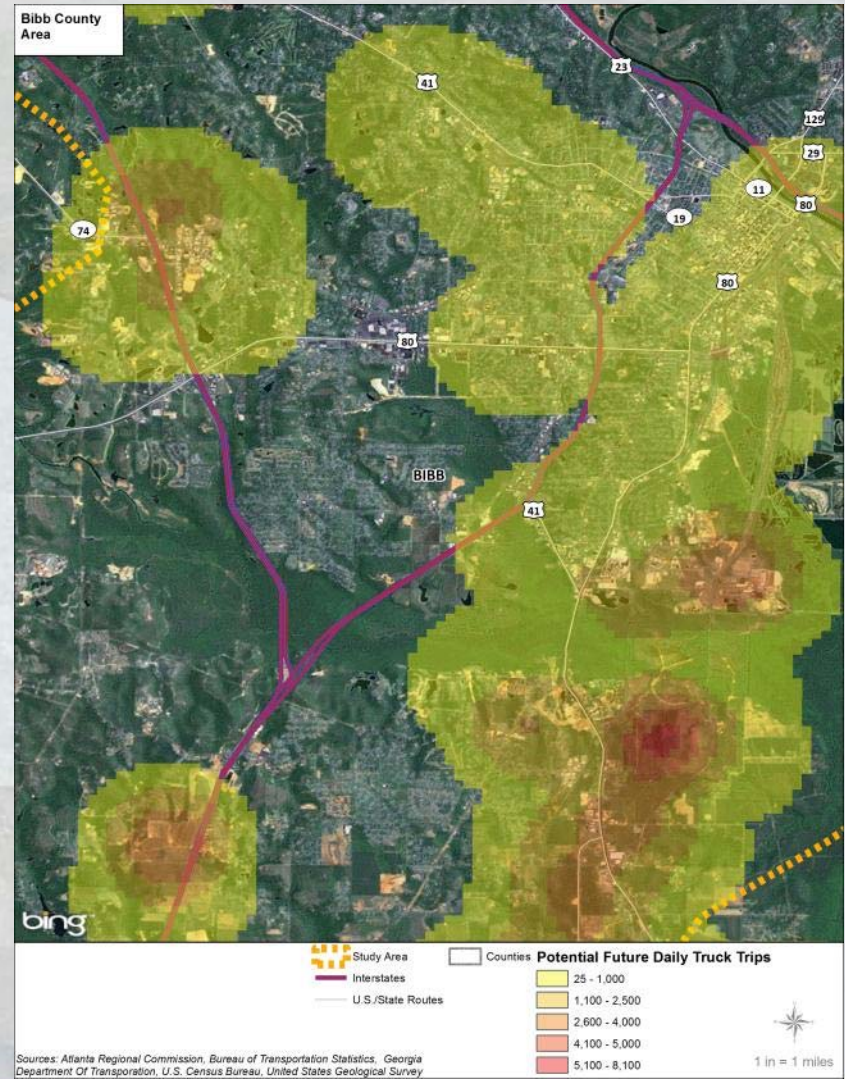 Bibb County
Area
23
41
129
29
11
74
19
80
80
80
BIBB
41
bing
Study Area
Counties
Potential Future Daily Truck Trips
Interstates
25 - 1,000
U.S./State Routes
1,100 - 2,500
2,600 - 4,000
4,100 - 5,000
5,100 - 8,100
Sources: Atlanta Regional Commission, Bureau of Transportation Statistics, Georgia
Department Of Transporation, U.S. Census Bureau, United States Geological Survey
1 in = 1 miles